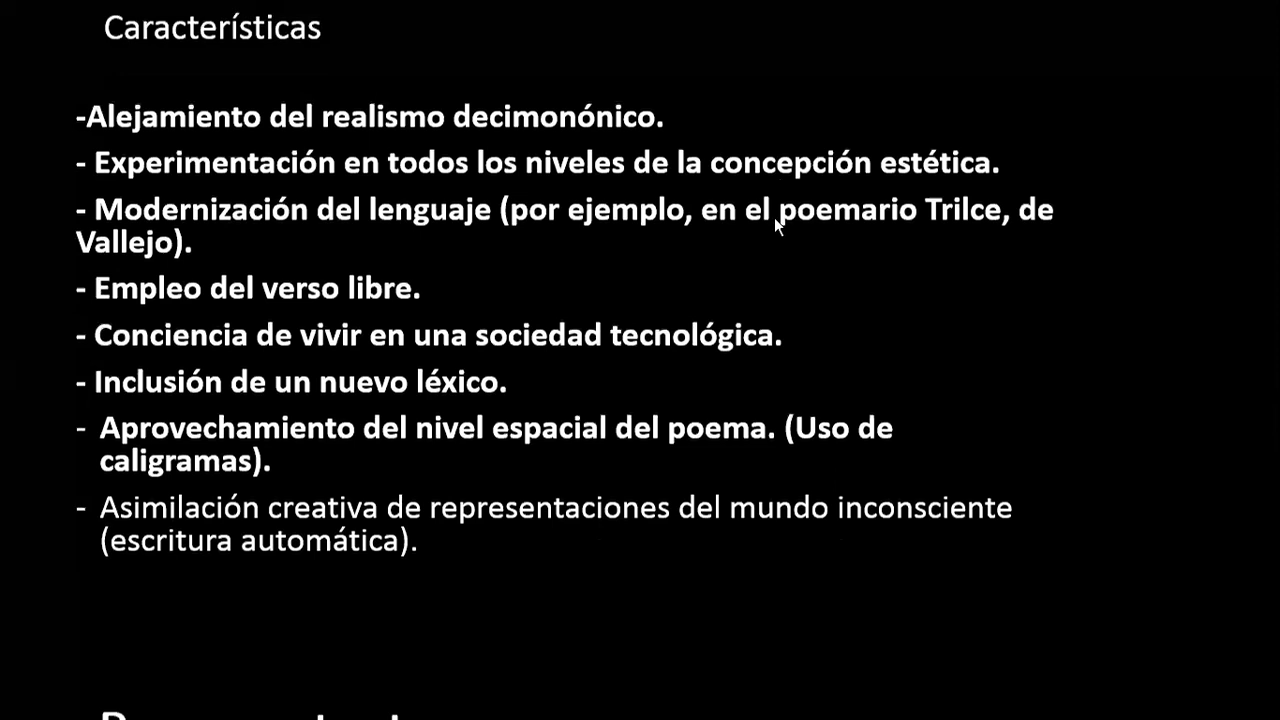 Características
-Alejamiento del realismo decimonónico.
- Experimentación en todos los niveles de la concepción estética.
- Modernización del lenguaje (por ejemplo, en el poemario Trilce, de
Vallejo).
- Empleo del verso libre.
- Conciencia de vivir en una sociedad tecnológica.
- Inclusión de un nuevo léxico.
- Aprovechamiento del nivel espacial del poema. (Uso de
caligramas).
- Asimilación creativa de representaciones del mundo inconsciente
(escritura automática).